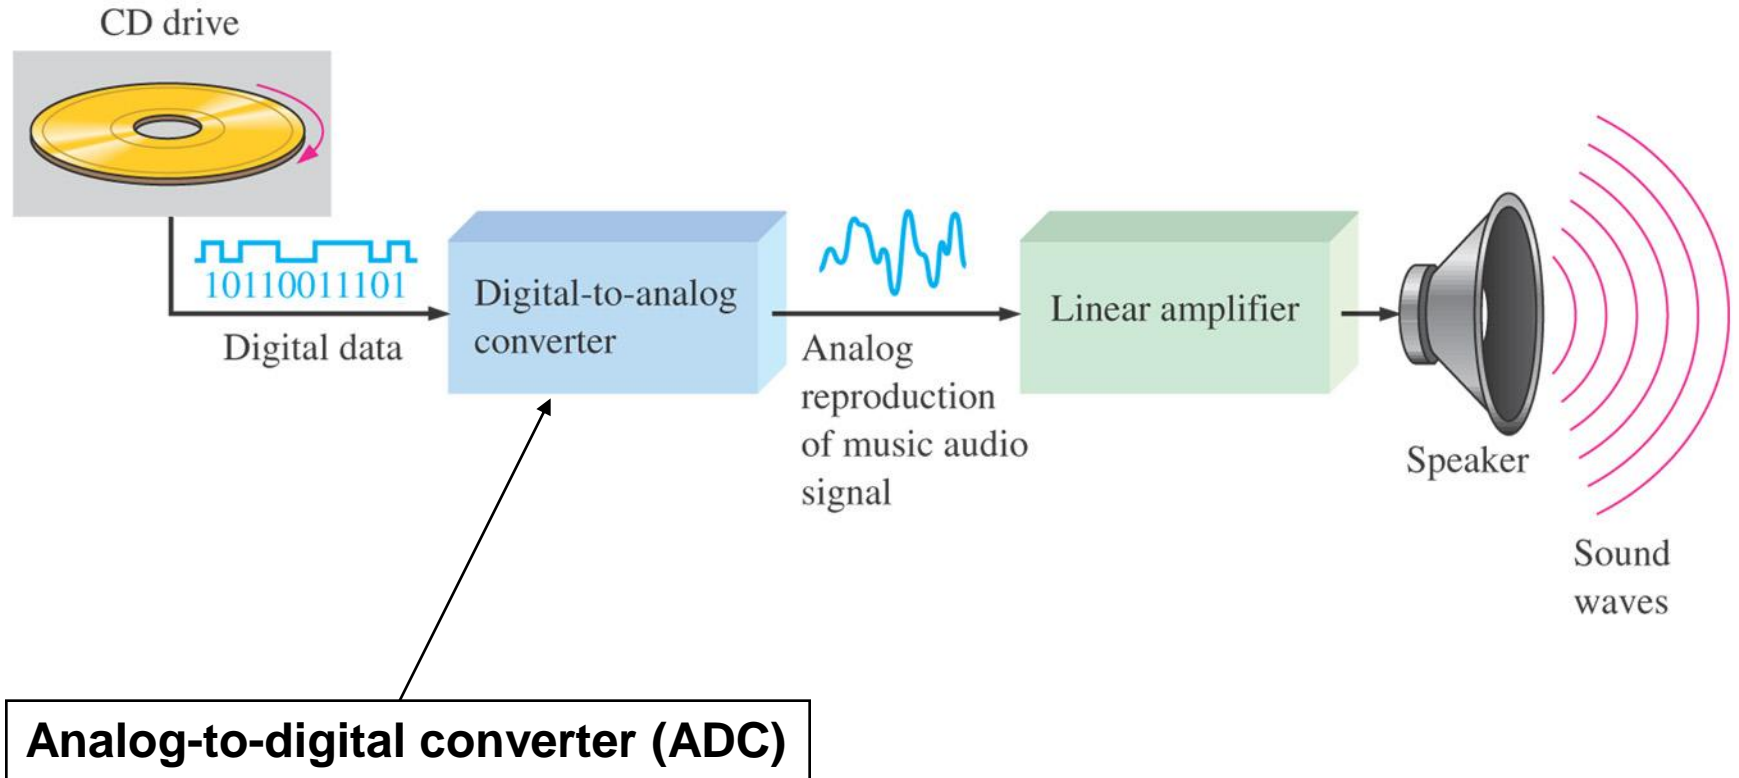 CD drive
10110011101
Digital data
Digital-to-analog
converter
Analog
reproduction
of music audio
signal
Linear amplifier
Speaker
Sound
waves
Analog-to-digital converter (ADC)